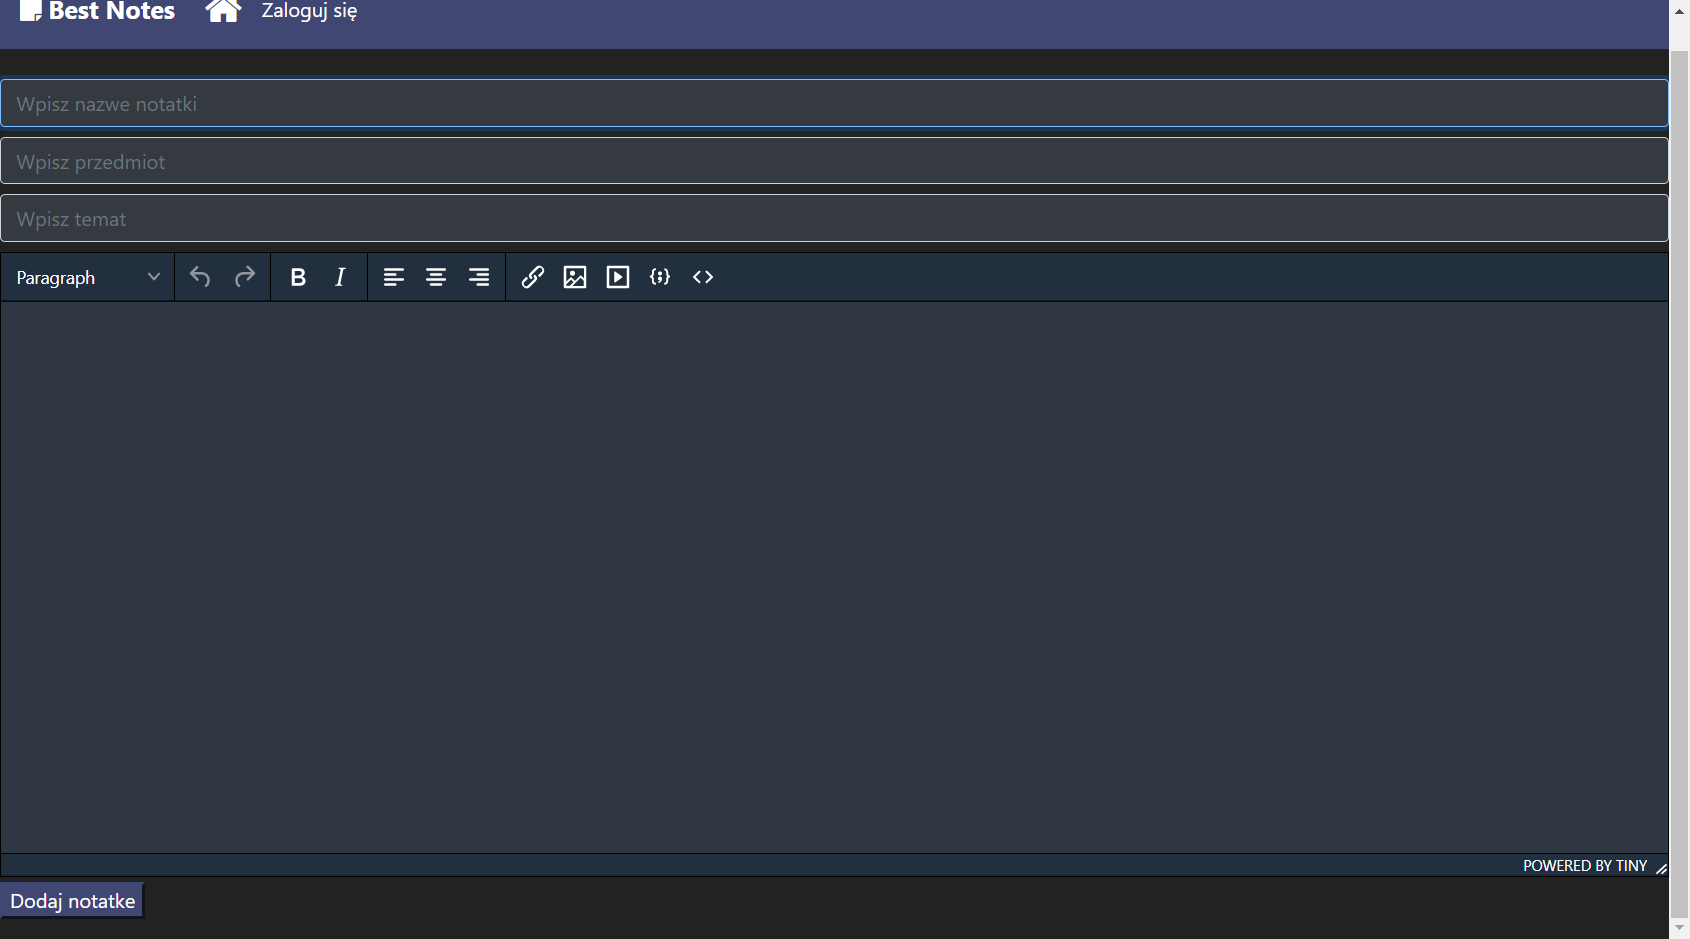 Best Notes Zaloguj się
Wpisz nazwe notatki
Wpisz przedmiot
Wpisz temat
Paragraph B I
POWERED BY TINY
Dodaj notatke